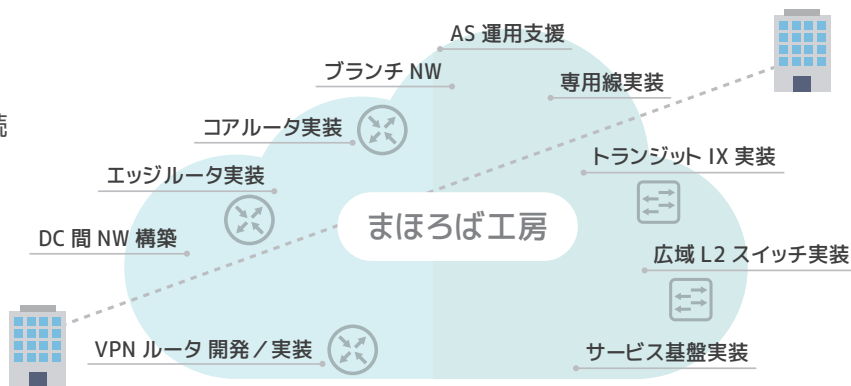 AS 運用支援
ブランチ NW
専用線実装
続
コアルータ実装
トランジット IX 実装
エッジルータ実装
まほろば工房
DC 間 NW 構築
広域 L2 スイッチ実装
VPN ルータ 開発／実装
サービス基盤実装